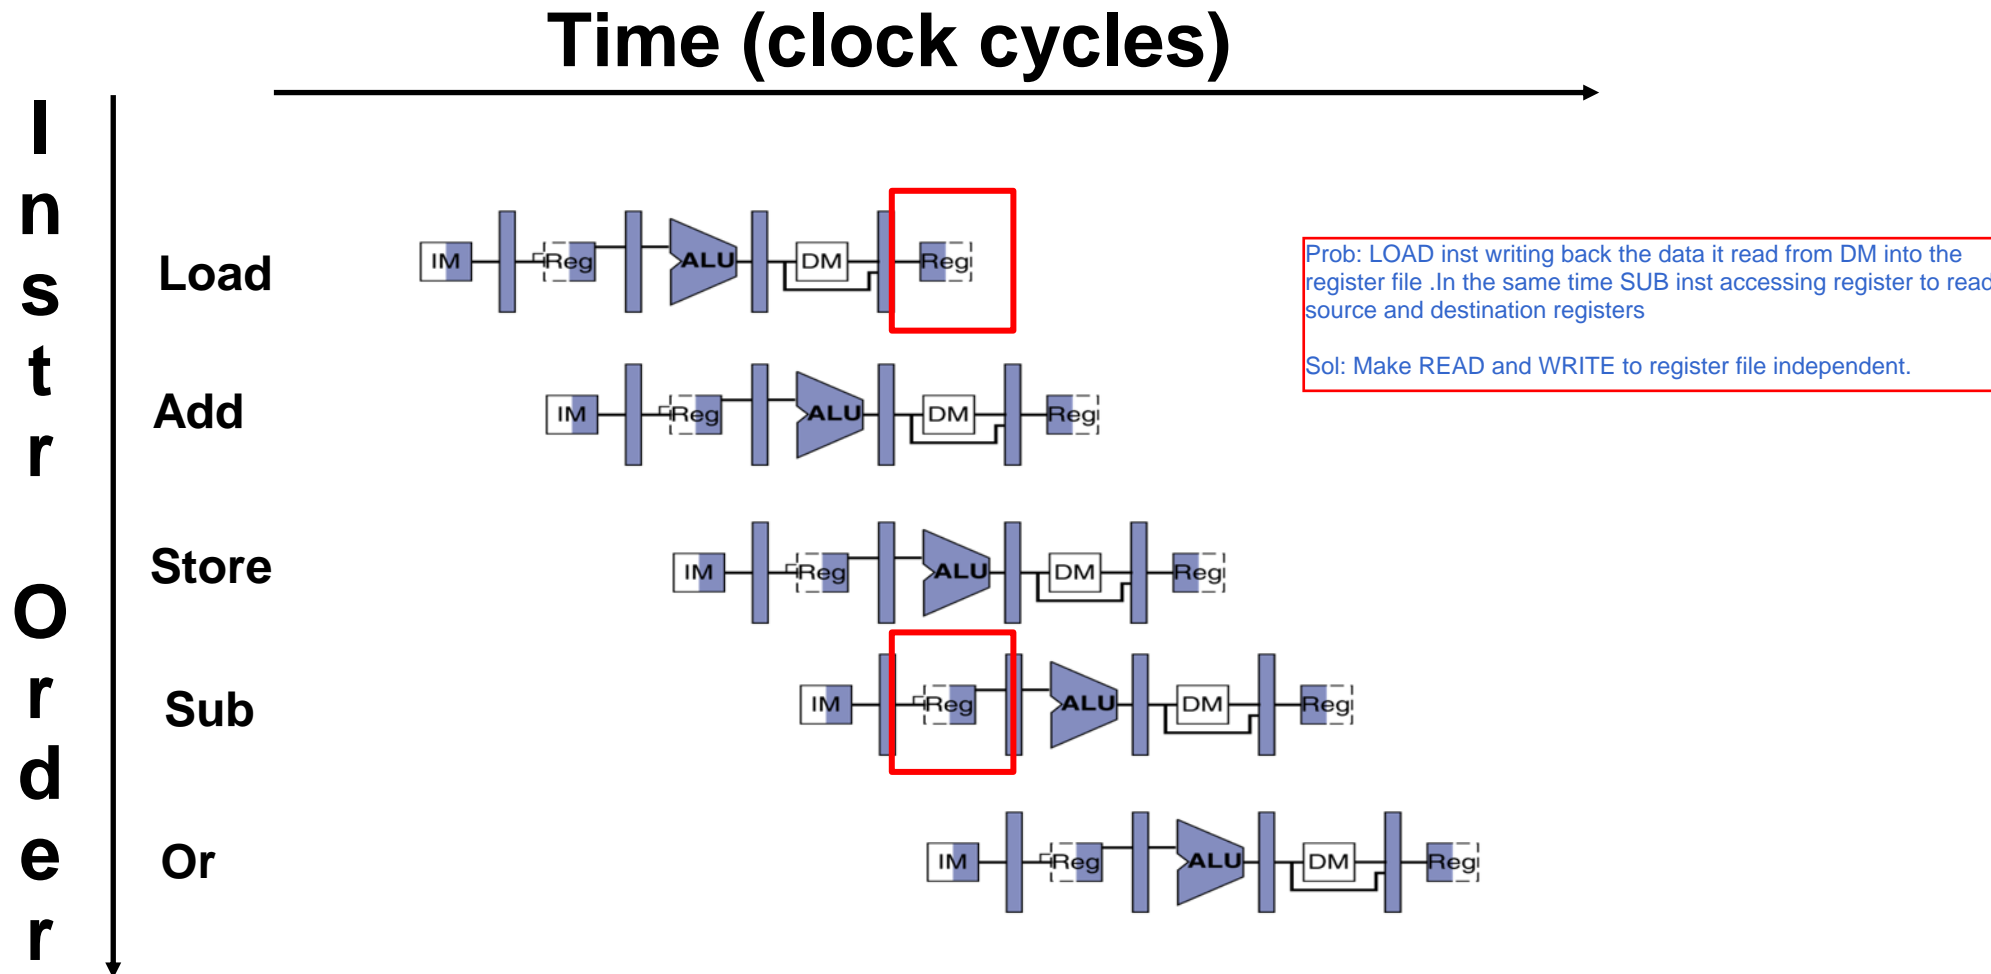 Time (clock cycles)
Instr Order
Load
IM Reg ALU DM Reg
Prob: LOAD inst writing back the data it read from DM into the
register file .In the same time SUB inst accessing register to read
source and destination registers
Sol: Make READ and WRITE to register file independent.
Add
IM Reg ALU DM Reg
Store
IM Reg ALU DM Reg
Sub
IM Reg ALU DM Reg
Or
IM Reg ALU DM Reg